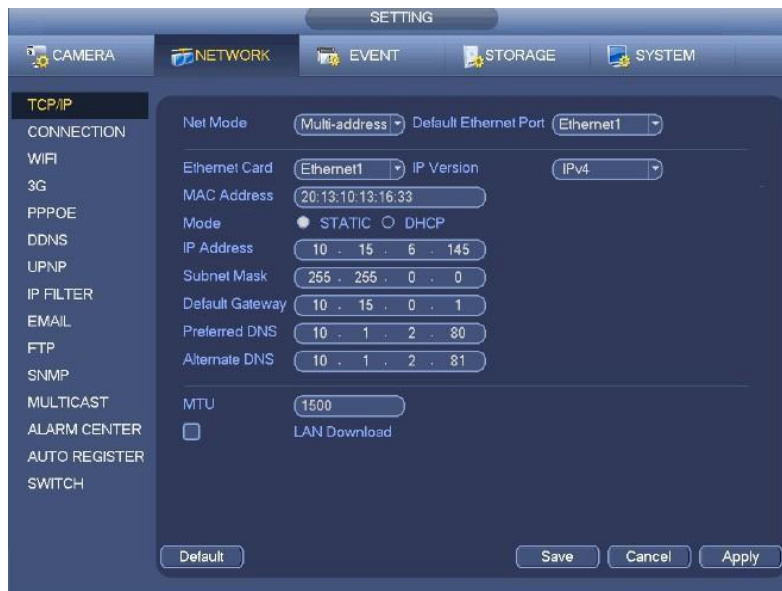 SETTING
CAMERA NETWORK EVENT STORAGE SYSTEM
TCP/IP
CONNECTION
WIFI
3G
PPPOE
DDNS
UPNP
IP FILTER
EMAIL
FTP
SNMP
MULTICAST
ALARM CENTER
AUTO REGISTER
SWITCH
Net Mode Multi-address Default Ethernet Port Ethernet1
Ethernet Card Ethernet1 IP Version IPv4
MAC Address 20:13:10:13:16:33
Mode STATIC DHCP
IP Address 10 . 15 . 6 . 145
Subnet Mask 255 . 255 . 0 . 0
Default Gateway 10 . 15 . 0 . 1
Preferred DNS 10 . 1 . 2 . 80
Alternate DNS 10 . 1 . 2 . 81
MTU 1500
LAN Download
Default Save Cancel Apply